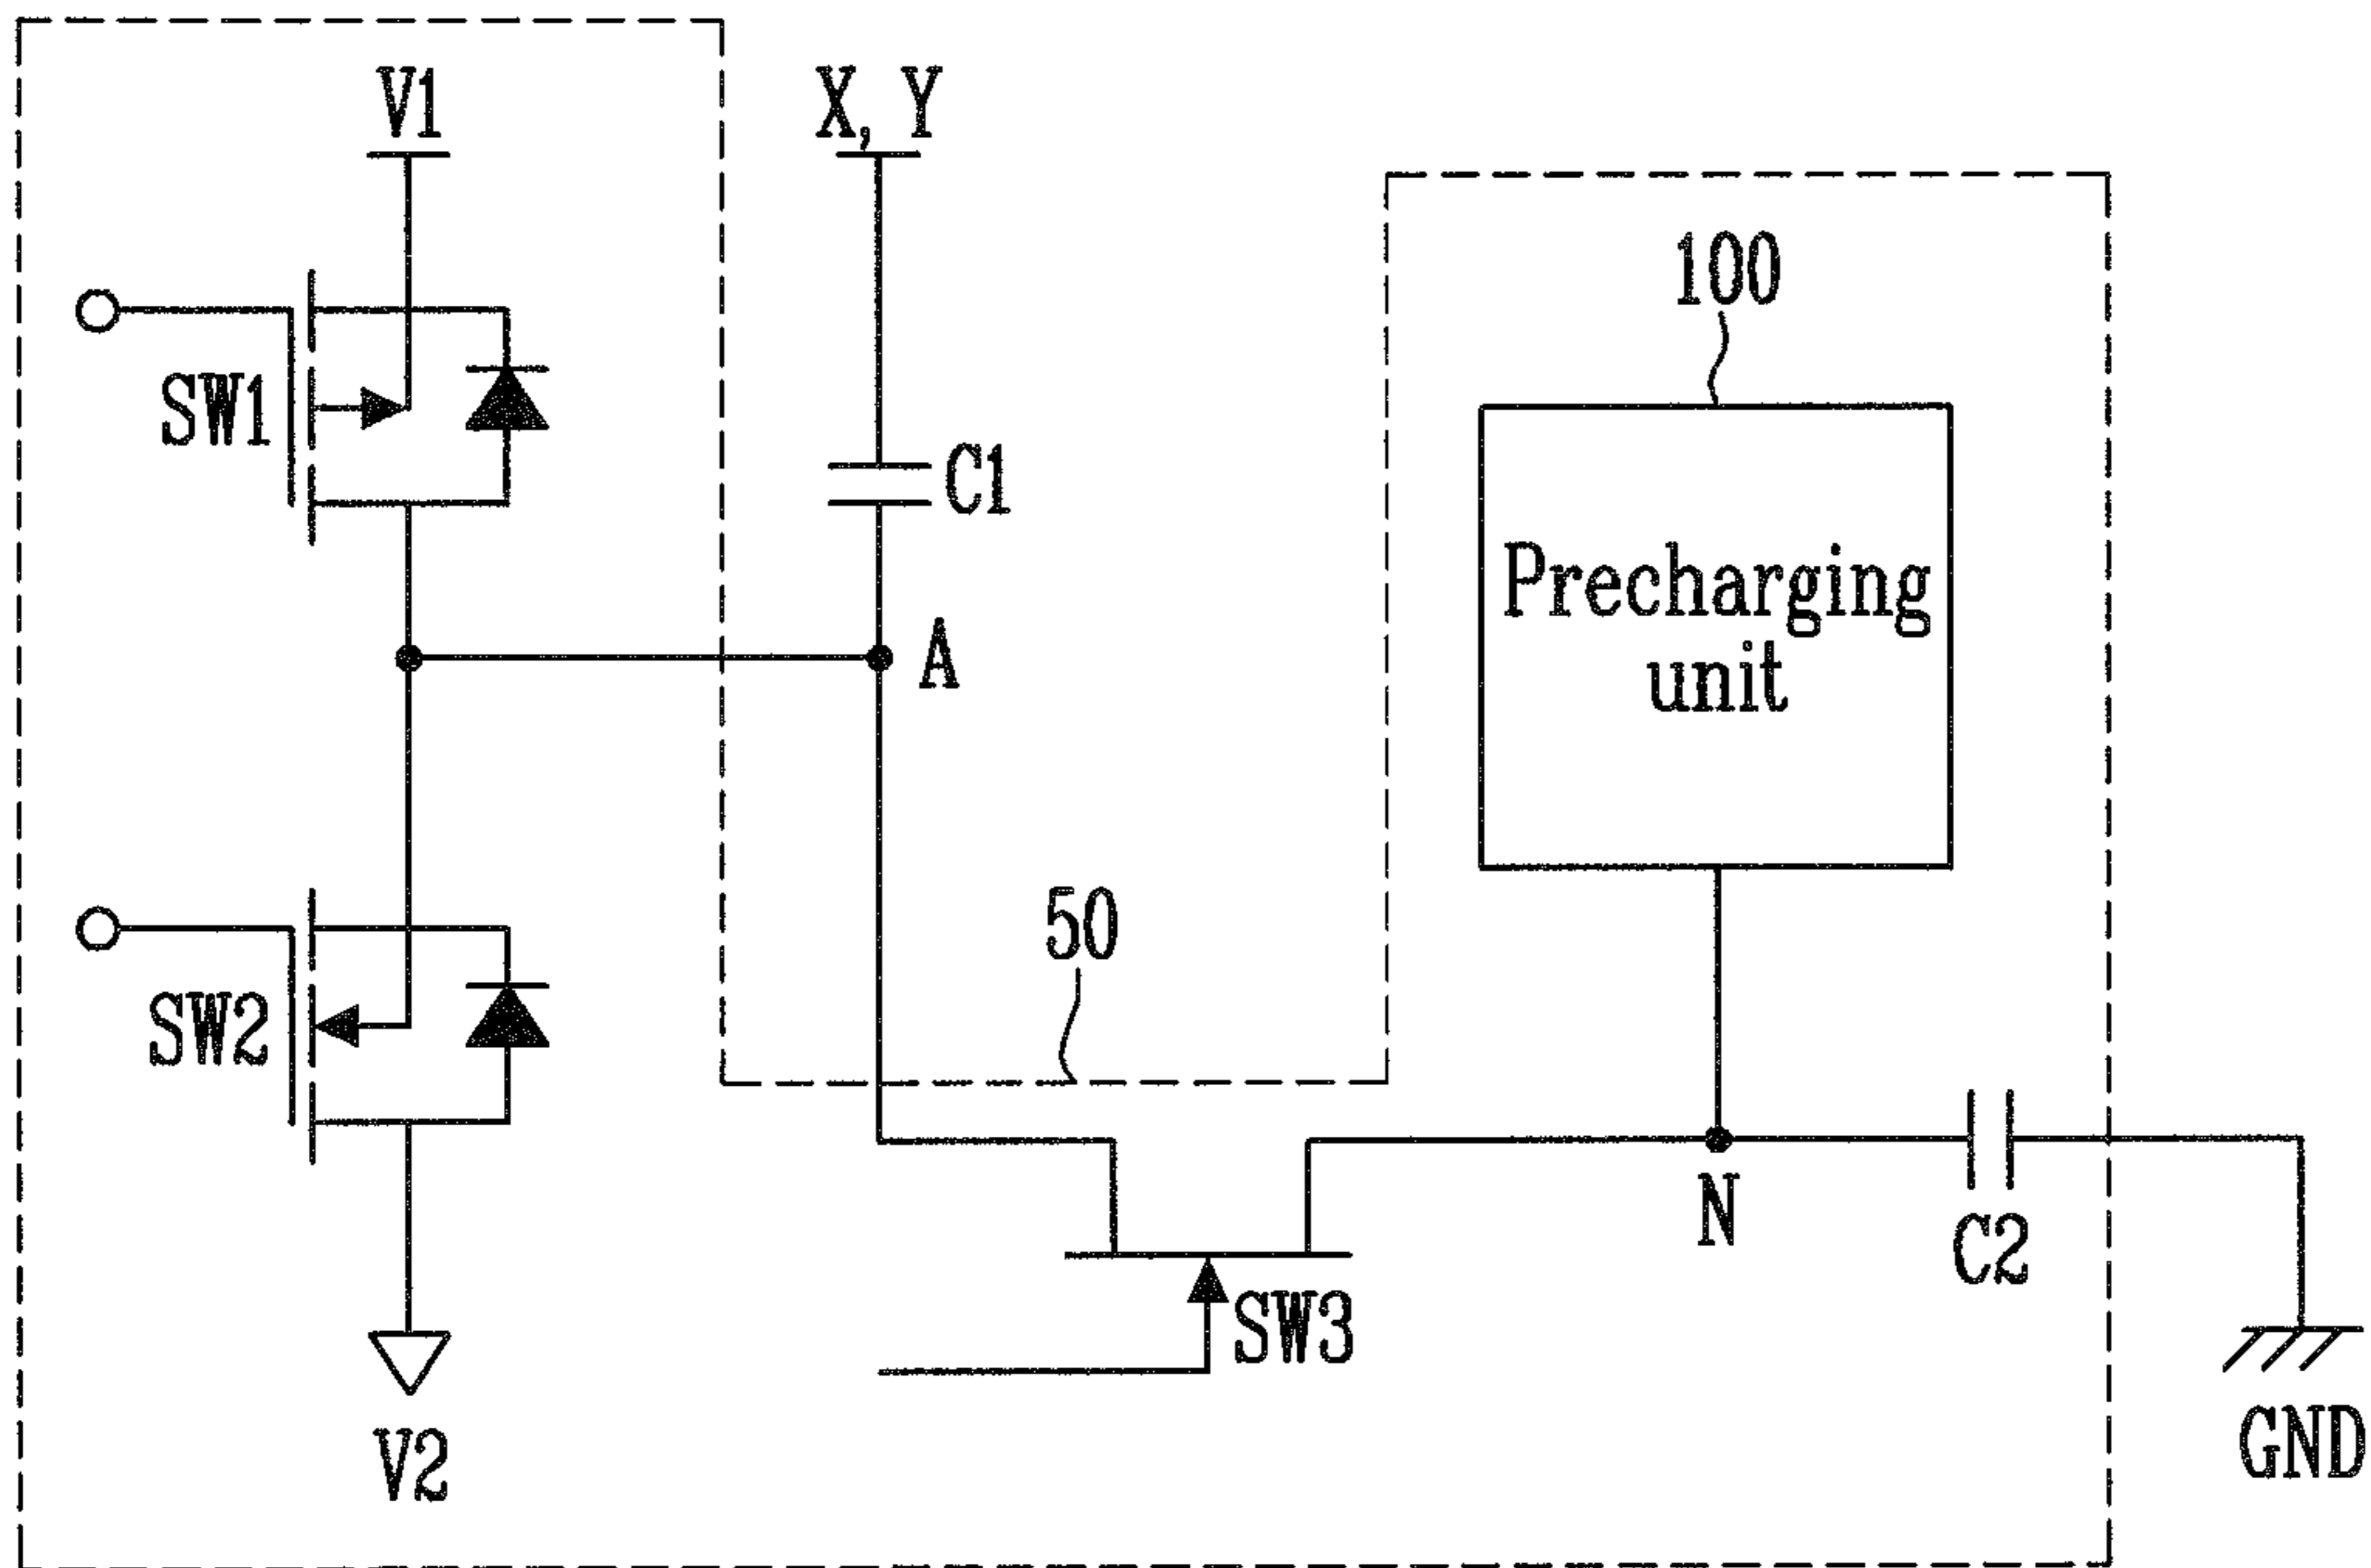 V1
X, Y
100
SW1
C1
Precharging
unit
A
50
SW2
N
C2
SW3
V2
GND